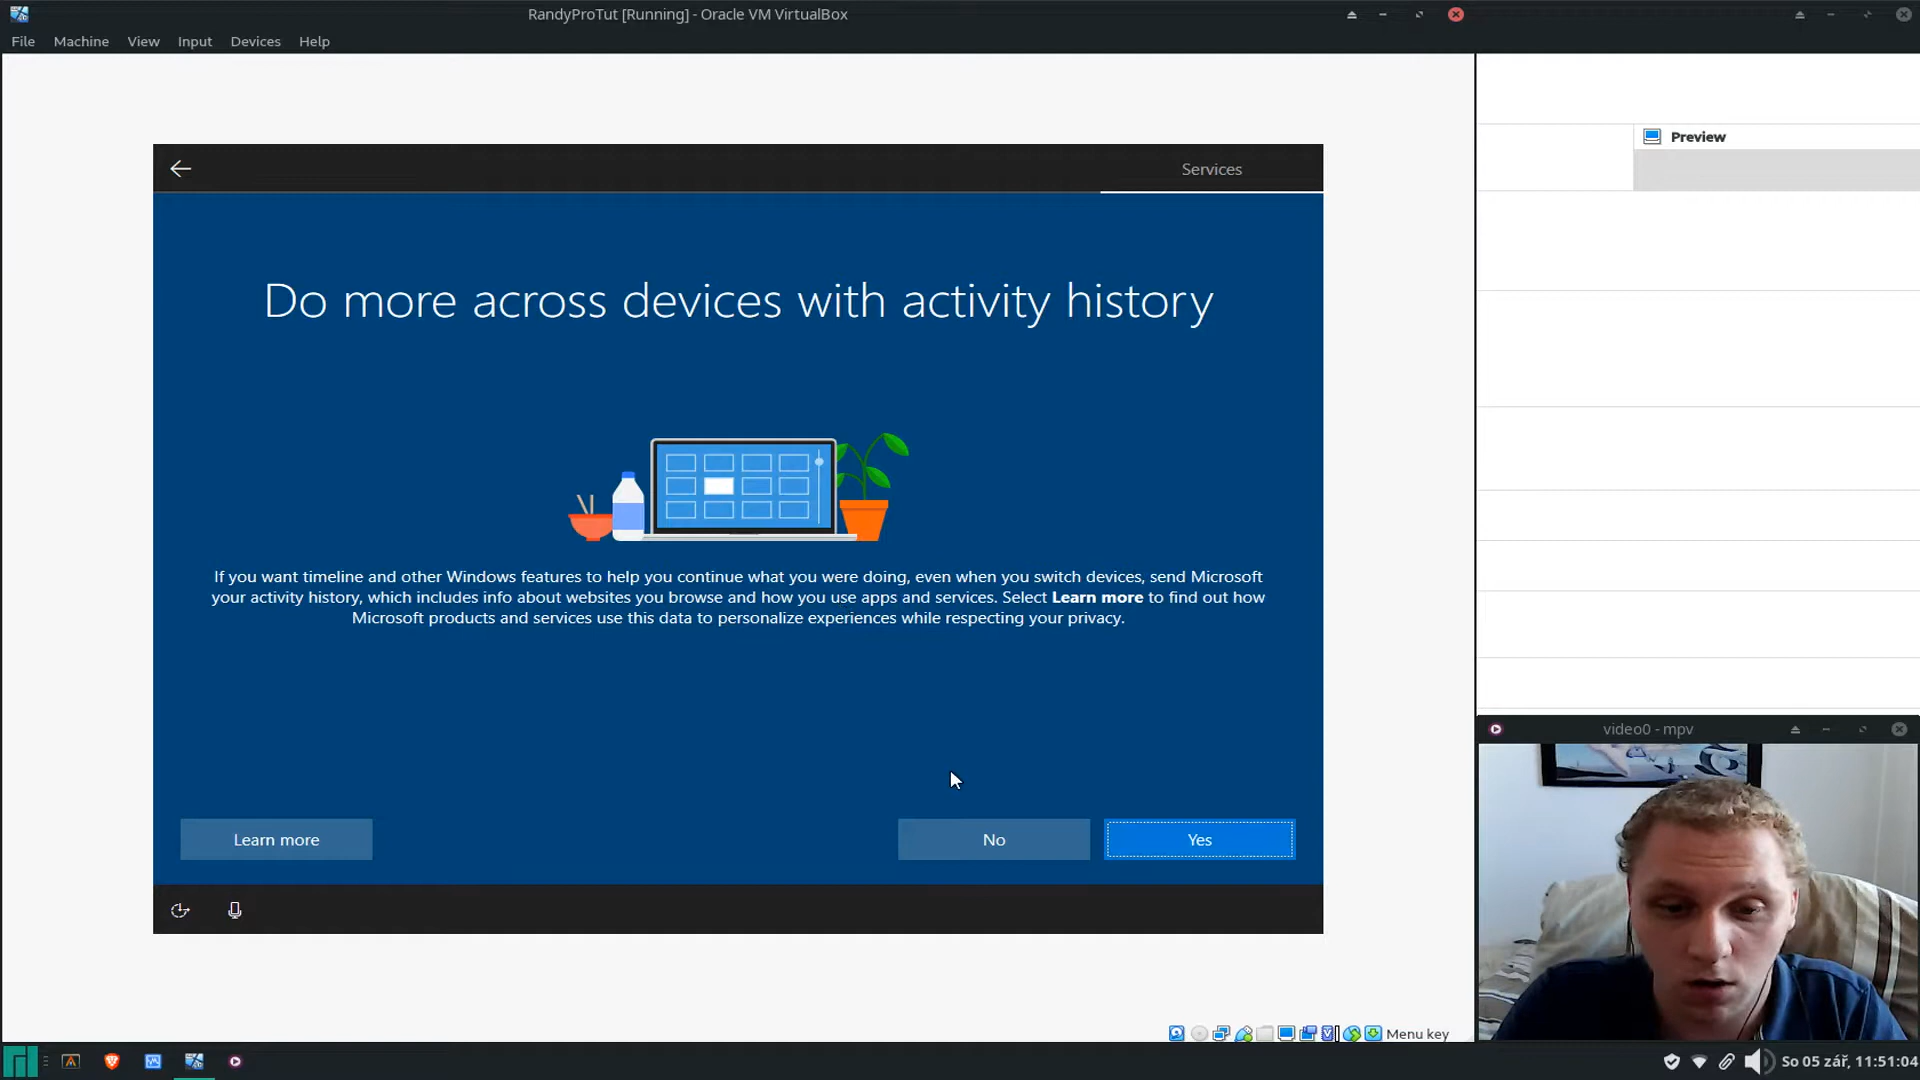 RandyProTut [Running] - Oracle VM VirtualBox
File Machine View Input Devices Help
Preview
Services
Do more across devices with activity history
If you want timeline and other Windows features to help you continue what you were doing, even when you switch devices, send Microsoft
your activity history, which includes info about websites you browse and how you use apps and services. Select Learn more to find out how
Microsoft products and services use this data to personalize experiences while respecting your privacy.
video0 - mpv
Learn more
No
Yes
Menu key
So 05 zář, 11:51:04